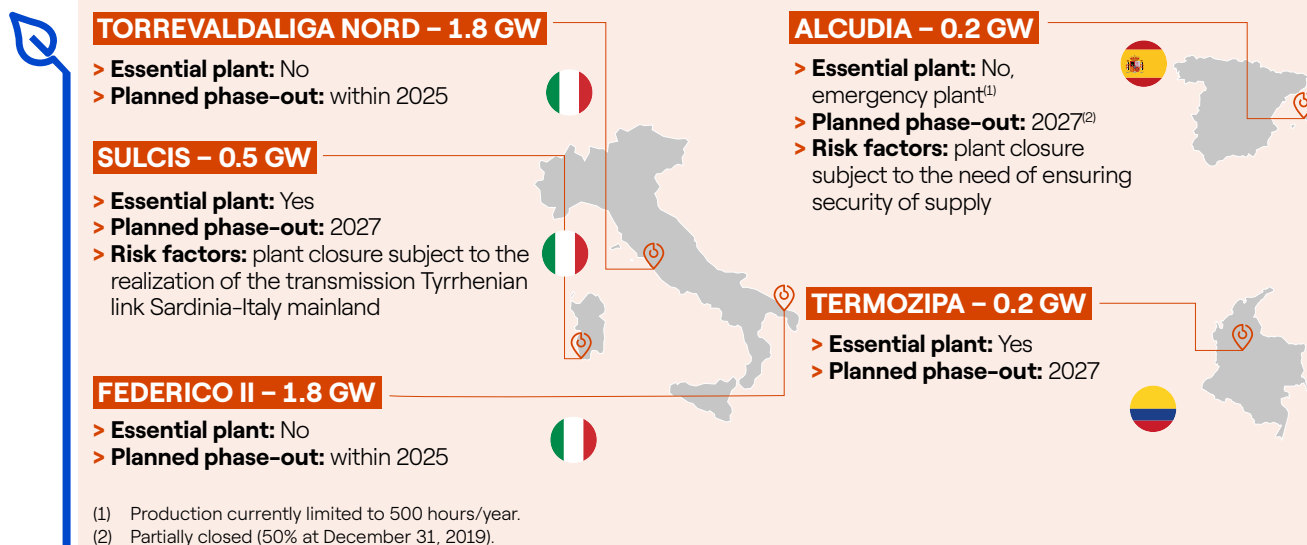 TORREVALDALIGA NORD – 1.8 GW
> Essential plant: No
> Planned phase-out: within 2025
SULCIS – 0.5 GW
> Essential plant: Yes
> Planned phase-out: 2027
> Risk factors: plant closure subject to the
realization of the transmission Tyrrhenian
link Sardinia-Italy mainland
FEDERICO II – 1.8 GW
> Essential plant: No
> Planned phase-out: within 2025
ALCUDIA – 0.2 GW
> Essential plant: No,
emergency plant(1)
> Planned phase-out: 2027(2)
> Risk factors: plant closure
subject to the need of ensuring
security of supply
TERMOZIPA – 0.2 GW
> Essential plant: Yes
> Planned phase-out: 2027
(1) Production currently limited to 500 hours/year.
(2) Partially closed (50% at December 31, 2019).